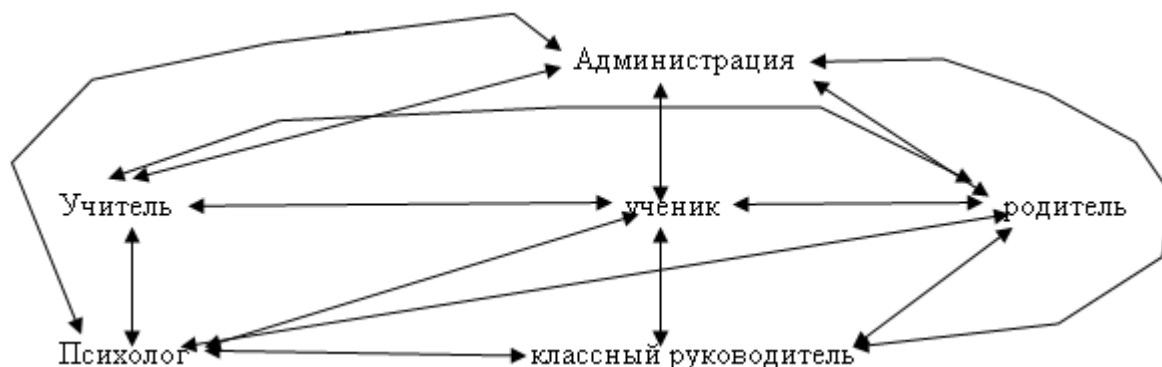 Администрация
Учитель ученик родитель
Психолог классный руководитель